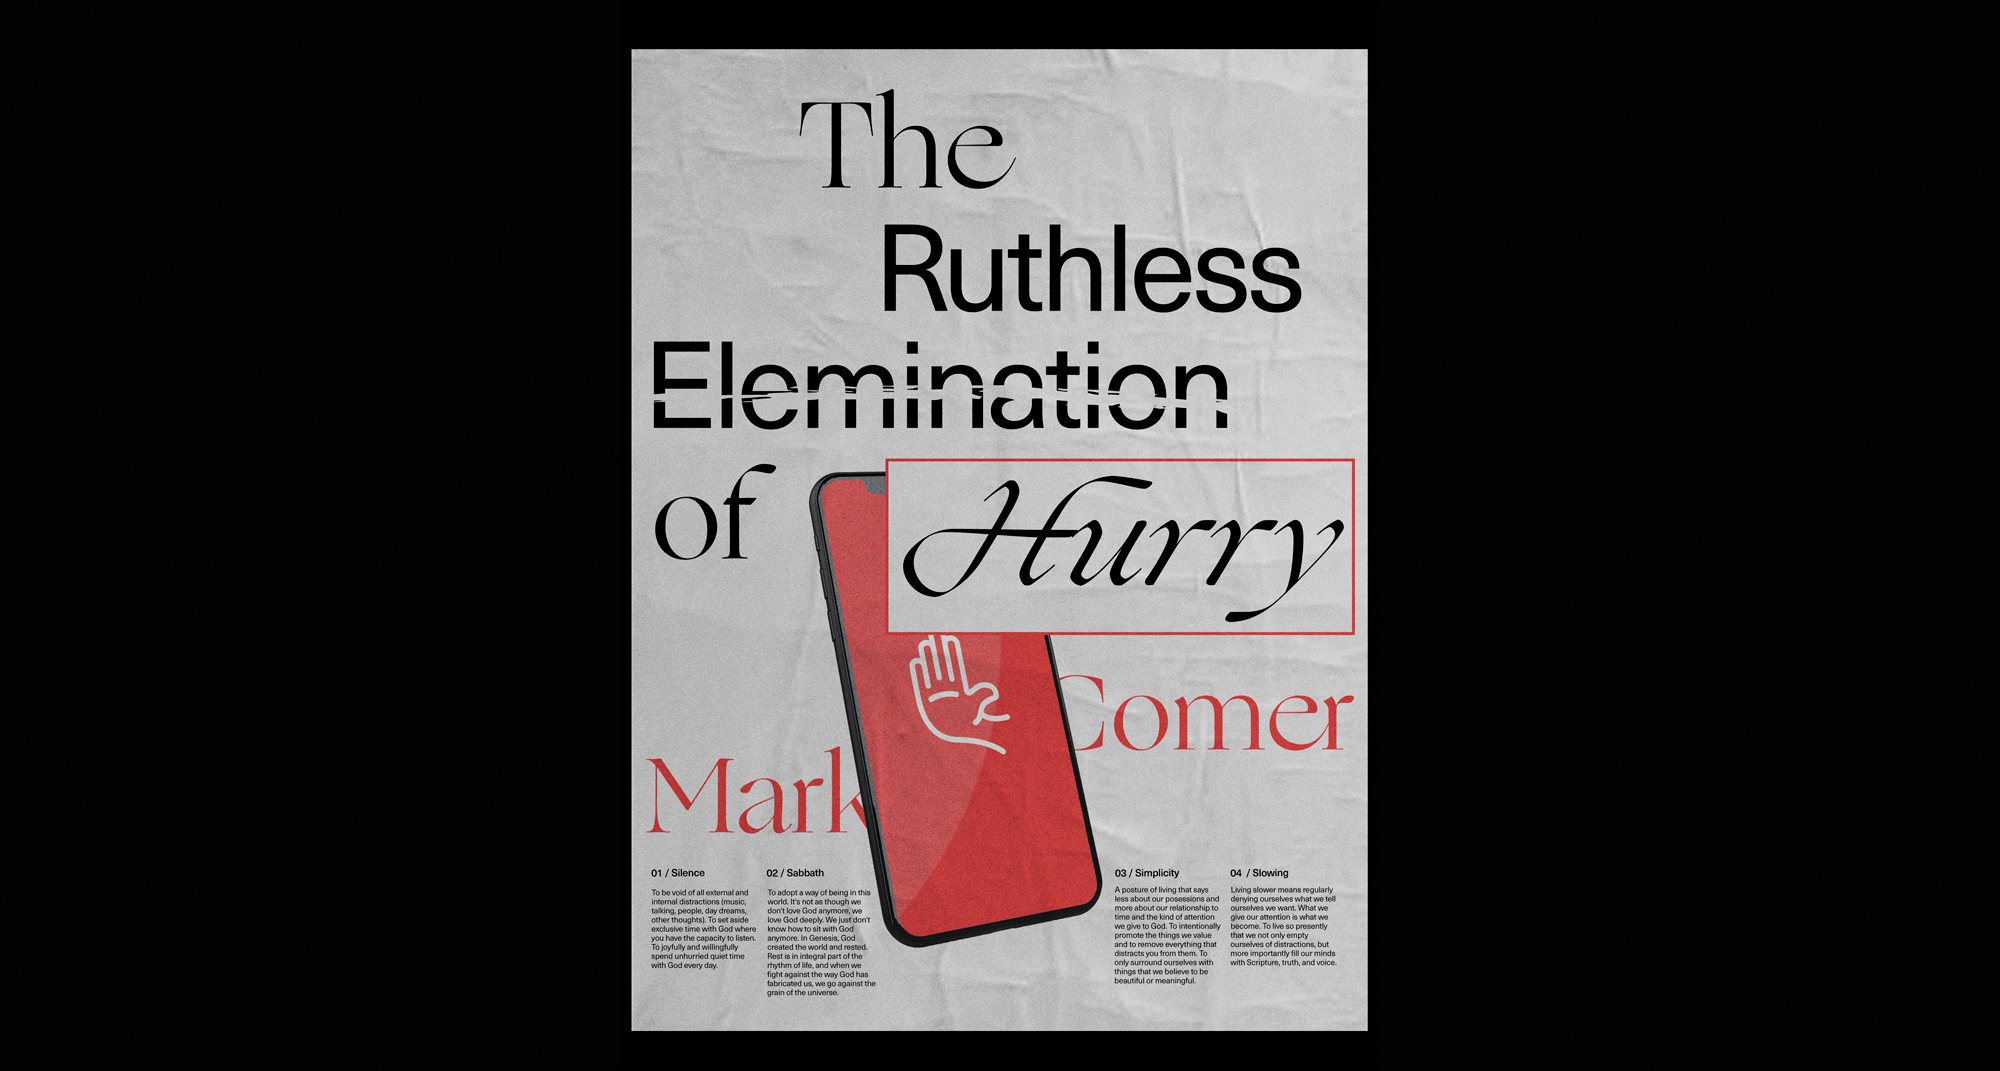 The
Ruthless
Elemination
of
Hurry
Comer
Mark
01 / Silence
To be void of all external and
internal distractions (music,
talking, people, day dreams,
other thoughts). To set aside
exclusive time with God where
you have the capacity to listen.
To joyfully and willingfully
spend unhurried quiet time
with God every day.
02 / Sabbath
To adopt a way of being in this
world. It's not as though we
don't love God anymore, we
love God deeply. We just don't
know how to sit with God
anymore. In Genesis, God
created the world and rested.
Rest is in integral part of the
rhythm of life, and when we
fight against the way God has
fabricated us, we go against the
grain of the universe.
03 / Simplicity
A posture of living that says
less about our posessions and
more about our relationship to
time and the kind of attention
we give to God. To intentionally
promote the things we value
and to remove everything that
distracts you from them. To
only surround ourselves with
things that we believe to be
beautiful or meaningful.
04 / Slowing
Living slower means regularly
denying ourselves what we tell
ourselves we want. What we
give our attention is what we
become. To live so presently
that we not only empty
ourselves of distractions, but
more importantly fill our minds
with Scripture, truth, and voice.